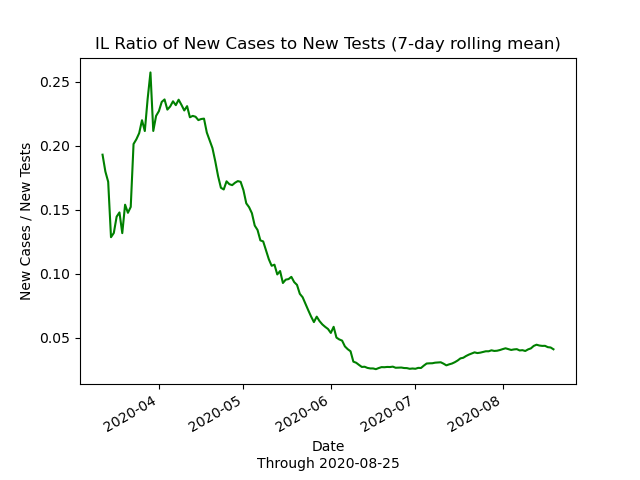 IL Ratio of New Cases to New Tests (7-day rolling mean)
0.25
0.20
0.15
0.10
0.05
New Cases / New Tests
2020-04
2020-05
2020-06
2020-07
2020-08
Date
Through 2020-08-25